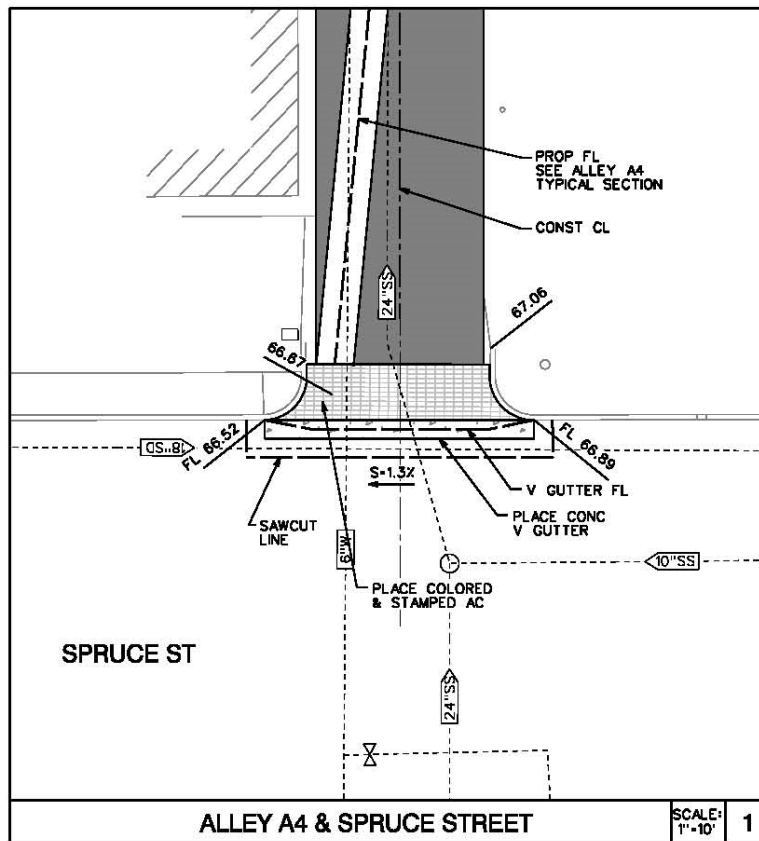 PROP FL
SEE ALLEY A4
TYPICAL SECTION
CONST CL
24"SS
67.06
66.67
FL 66.52
FL 66.89
18"SD
S=1.3%
V GUTTER FL
SAWCUT
LINE
PLACE CONC
V GUTTER
6"W
10"SS
PLACE COLORED
& STAMPED AC
SPRUCE ST
24"SS
ALLEY A4 & SPRUCE STREET
SCALE:
1"=10'
1